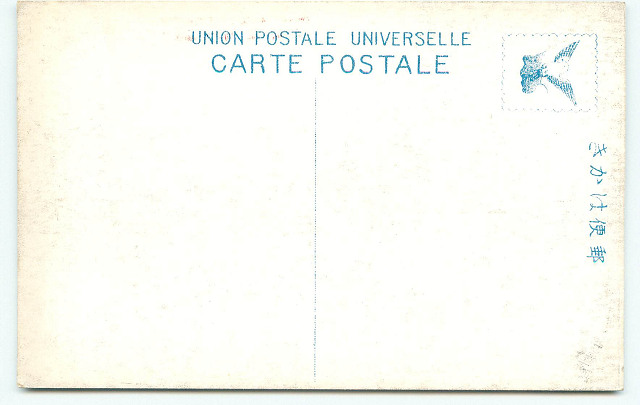 UNION POSTALE UNIVERSELLE
CARTE POSTALE
きかは便郵